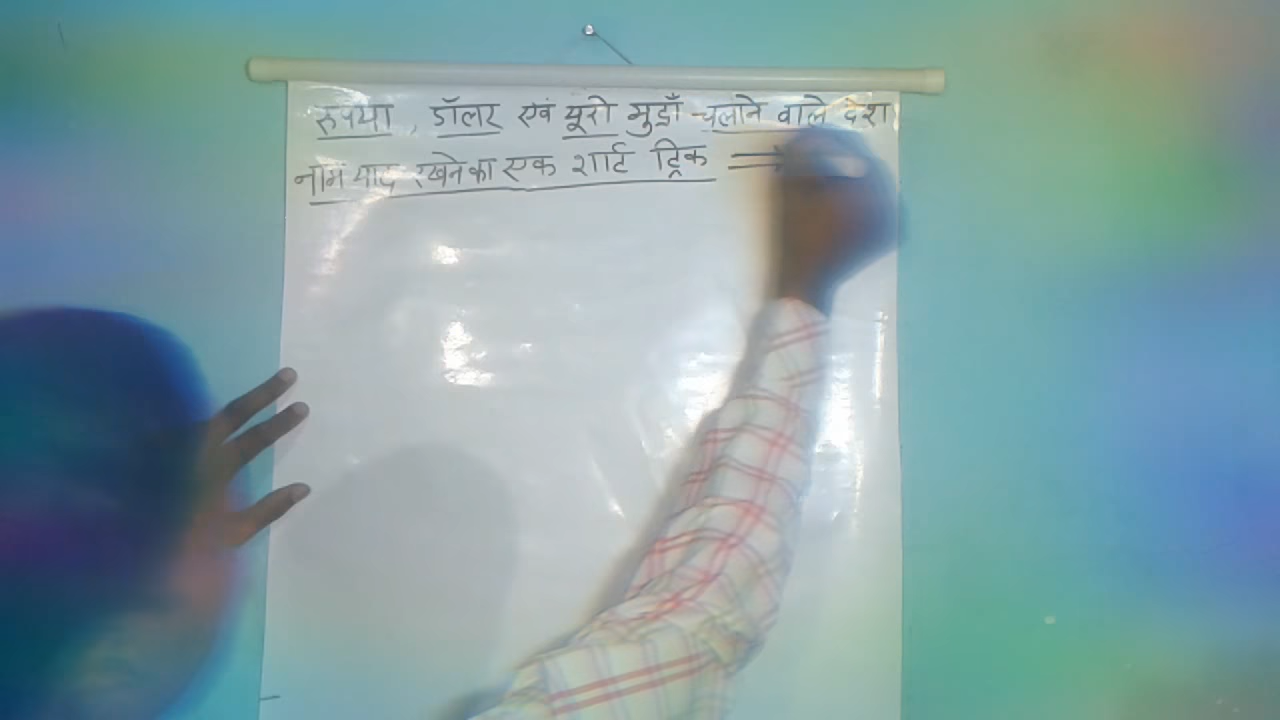 रुपया , डॉलर एवं यूरो मुद्राँ चलाने वाले देश
नाम याद रखने का एक शार्ट ट्रिक ⇒